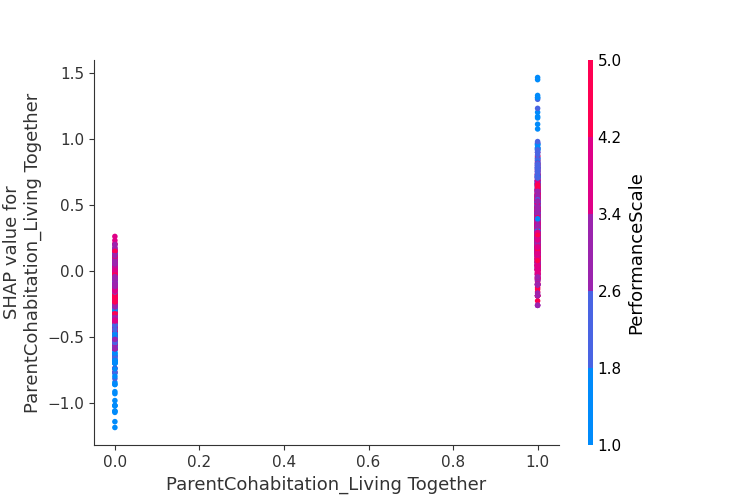 1.5
1.0
0.5
0.0
−0.5
−1.0
SHAP value for
ParentCohabitation_Living Together
0.0 0.2 0.4 0.6 0.8 1.0
ParentCohabitation_Living Together
5.0
4.2
3.4
2.6
1.8
1.0
PerformanceScale